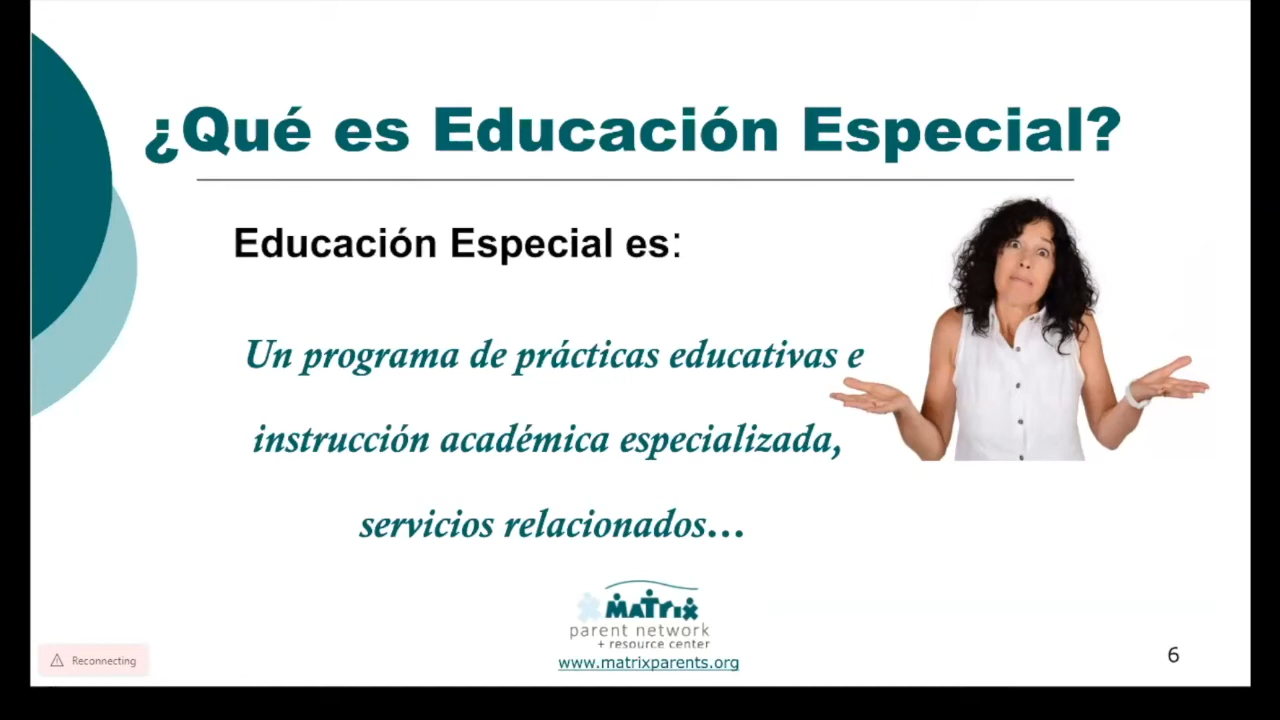 ¿Qué es Educación Especial?
Educación Especial es:
Un programa de prácticas educativas e
instrucción académica especializada,
servicios relacionados...
MATRIX
parent network
+ resource center
www.matrixparents.org
Reconnecting
6